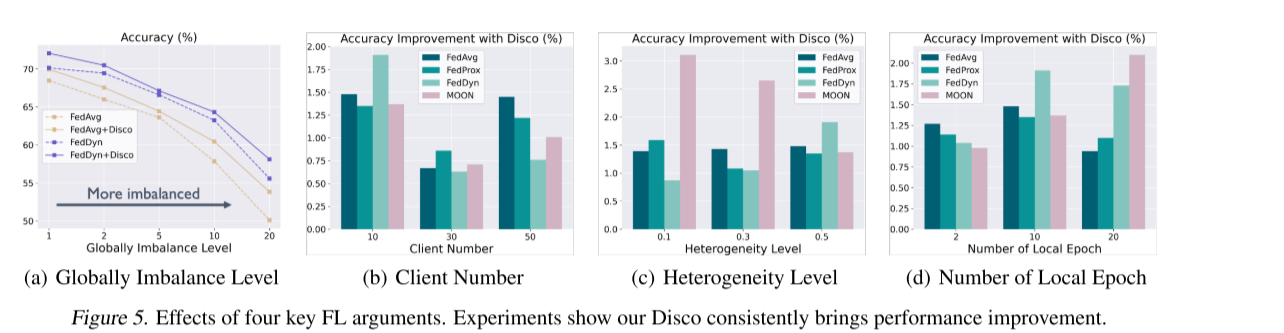 Accuracy (%)
70
65
60
55
50
FedAvg
FedAvg+Disco
FedDyn
FedDyn+Disco
More imbalanced
1 2 5 10 20
Globally Imbalance Level
(a) Globally Imbalance Level
Accuracy Improvement with Disco (%)
2.00
1.75
1.50
1.25
1.00
0.75
0.50
0.25
0.00
FedAvg
FedProx
FedDyn
MOON
10 30 50
Client Number
(b) Client Number
Accuracy Improvement with Disco (%)
3.0
2.5
2.0
1.5
1.0
0.5
0.0
FedAvg
FedProx
FedDyn
MOON
0.1 0.3 0.5
Heterogeneity Level
(c) Heterogeneity Level
Accuracy Improvement with Disco (%)
2.00
1.75
1.50
1.25
1.00
0.75
0.50
0.25
0.00
FedAvg
FedProx
FedDyn
MOON
2 10 20
Number of Local Epoch
(d) Number of Local Epoch
Figure 5. Effects of four key FL arguments. Experiments show our Disco consistently brings performance improvement.